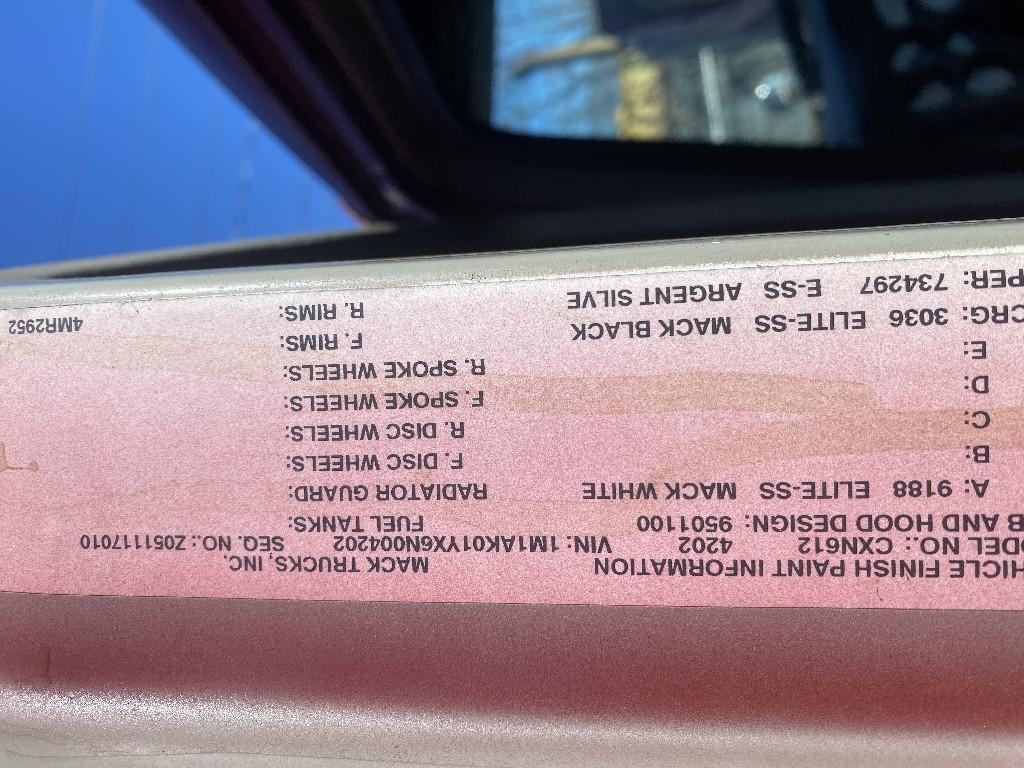 HICLE FINISH PAINT INFORMATION MACK TRUCKS, INC.
DEL NO.: CXN612 4202 VIN: 1M1AK01YX6N004202 SEQ. NO.: Z051117010
B AND HOOD DESIGN: 9501100 FUEL TANKS:
A: 9188 ELITE-SS MACK WHITE RADIATOR GUARD:
B: F. DISC WHEELS:
C: R. DISC WHEELS:
D: F. SPOKE WHEELS:
E: R. SPOKE WHEELS:
CRG: 3036 ELITE-SS MACK BLACK F. RIMS:
PER: 734297 E-SS ARGENT SILVE R. RIMS:
4MR2952